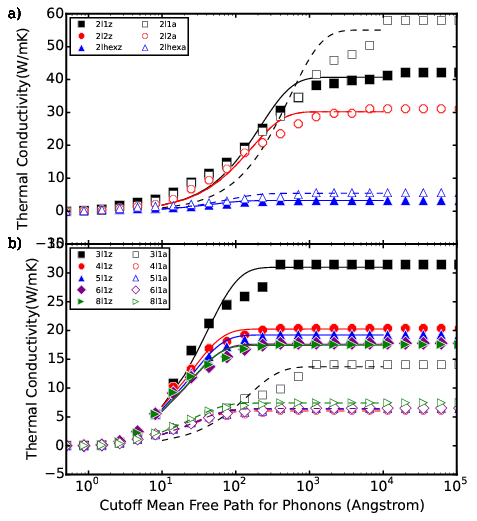 a)
60
50
40
30
20
10
0
−10
Thermal Conductivity(W/mK)
2l1z 2l1a
2l2z 2l2a
2lhexz 2lhexa
b)
35
30
25
20
15
10
5
0
−5
Thermal Conductivity(W/mK)
3l1z 3l1a
4l1z 4l1a
5l1z 5l1a
6l1z 6l1a
8l1z 8l1a
10^0 10^1 10^2 10^3 10^4 10^5
Cutoff Mean Free Path for Phonons (Angstrom)